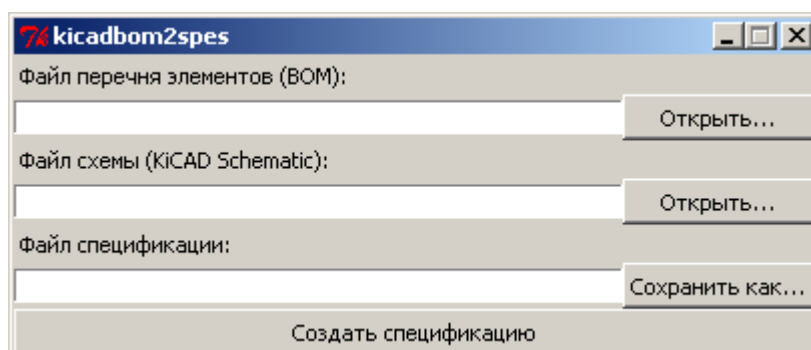 kicadbom2spes
Файл перечня элементов (BOM):
Открыть...
Файл схемы (KiCAD Schematic):
Открыть...
Файл спецификации:
Сохранить как...
Создать спецификацию